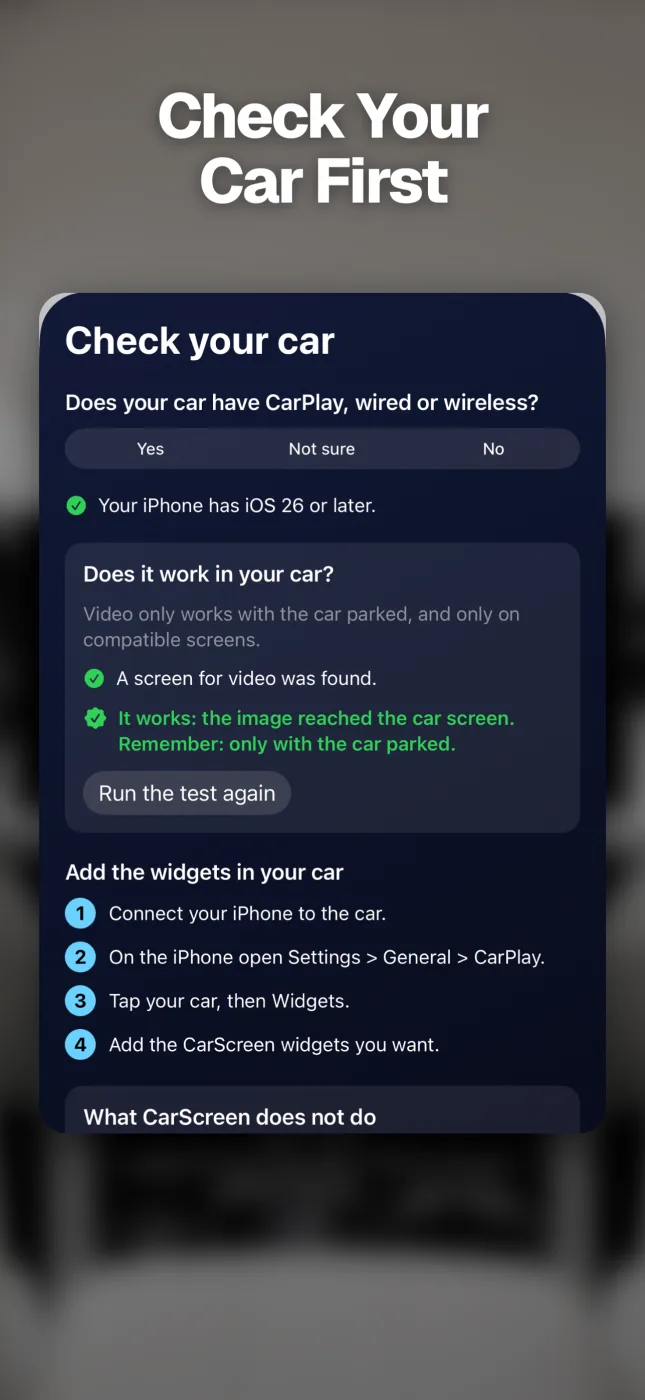 Check Your
Car First
Check your car
Does your car have CarPlay, wired or wireless?
Yes Not sure No
Your iPhone has iOS 26 or later.
Does it work in your car?
Video only works with the car parked, and only on
compatible screens.
A screen for video was found.
It works: the image reached the car screen.
Remember: only with the car parked.
Run the test again
Add the widgets in your car
1 Connect your iPhone to the car.
2 On the iPhone open Settings > General > CarPlay.
3 Tap your car, then Widgets.
4 Add the CarScreen widgets you want.
What CarScreen does not do